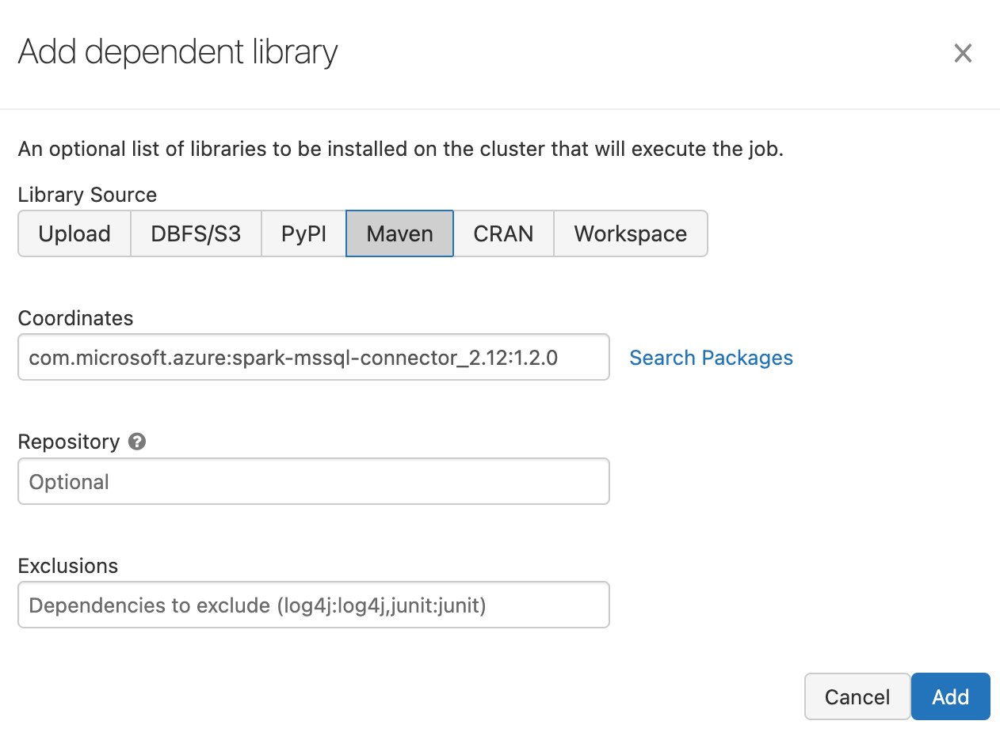 Add dependent library
An optional list of libraries to be installed on the cluster that will execute the job.
Library Source
Upload DBFS/S3 PyPI Maven CRAN Workspace
Coordinates
com.microsoft.azure:spark-mssql-connector_2.12:1.2.0 Search Packages
Repository ?
Optional
Exclusions
Dependencies to exclude (log4j:log4j,junit:junit)
Cancel Add